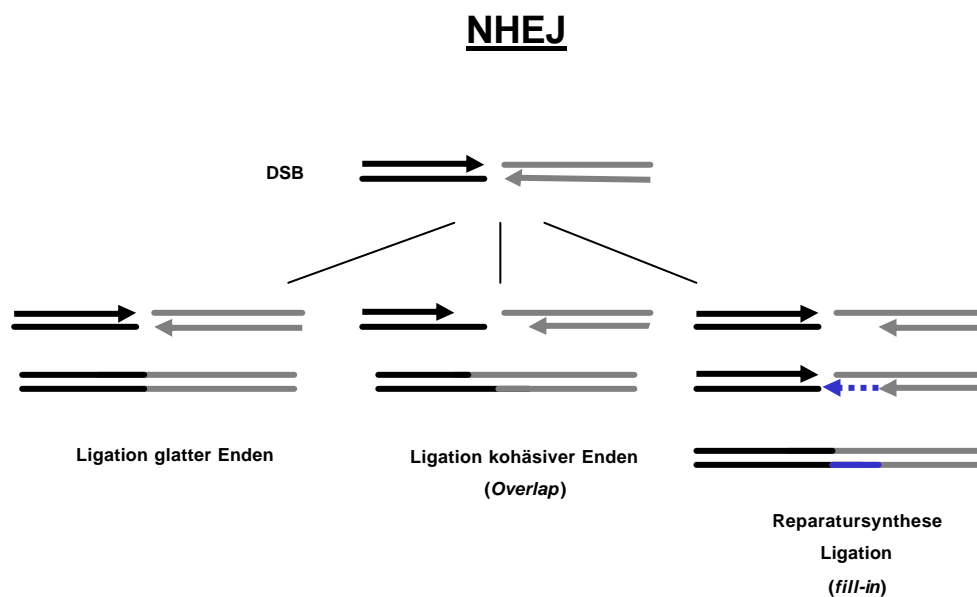 NHEJ
DSB
Ligation glatter Enden
Ligation kohäsiver Enden
(Overlap)
Reparatursynthese
Ligation
(fill-in)